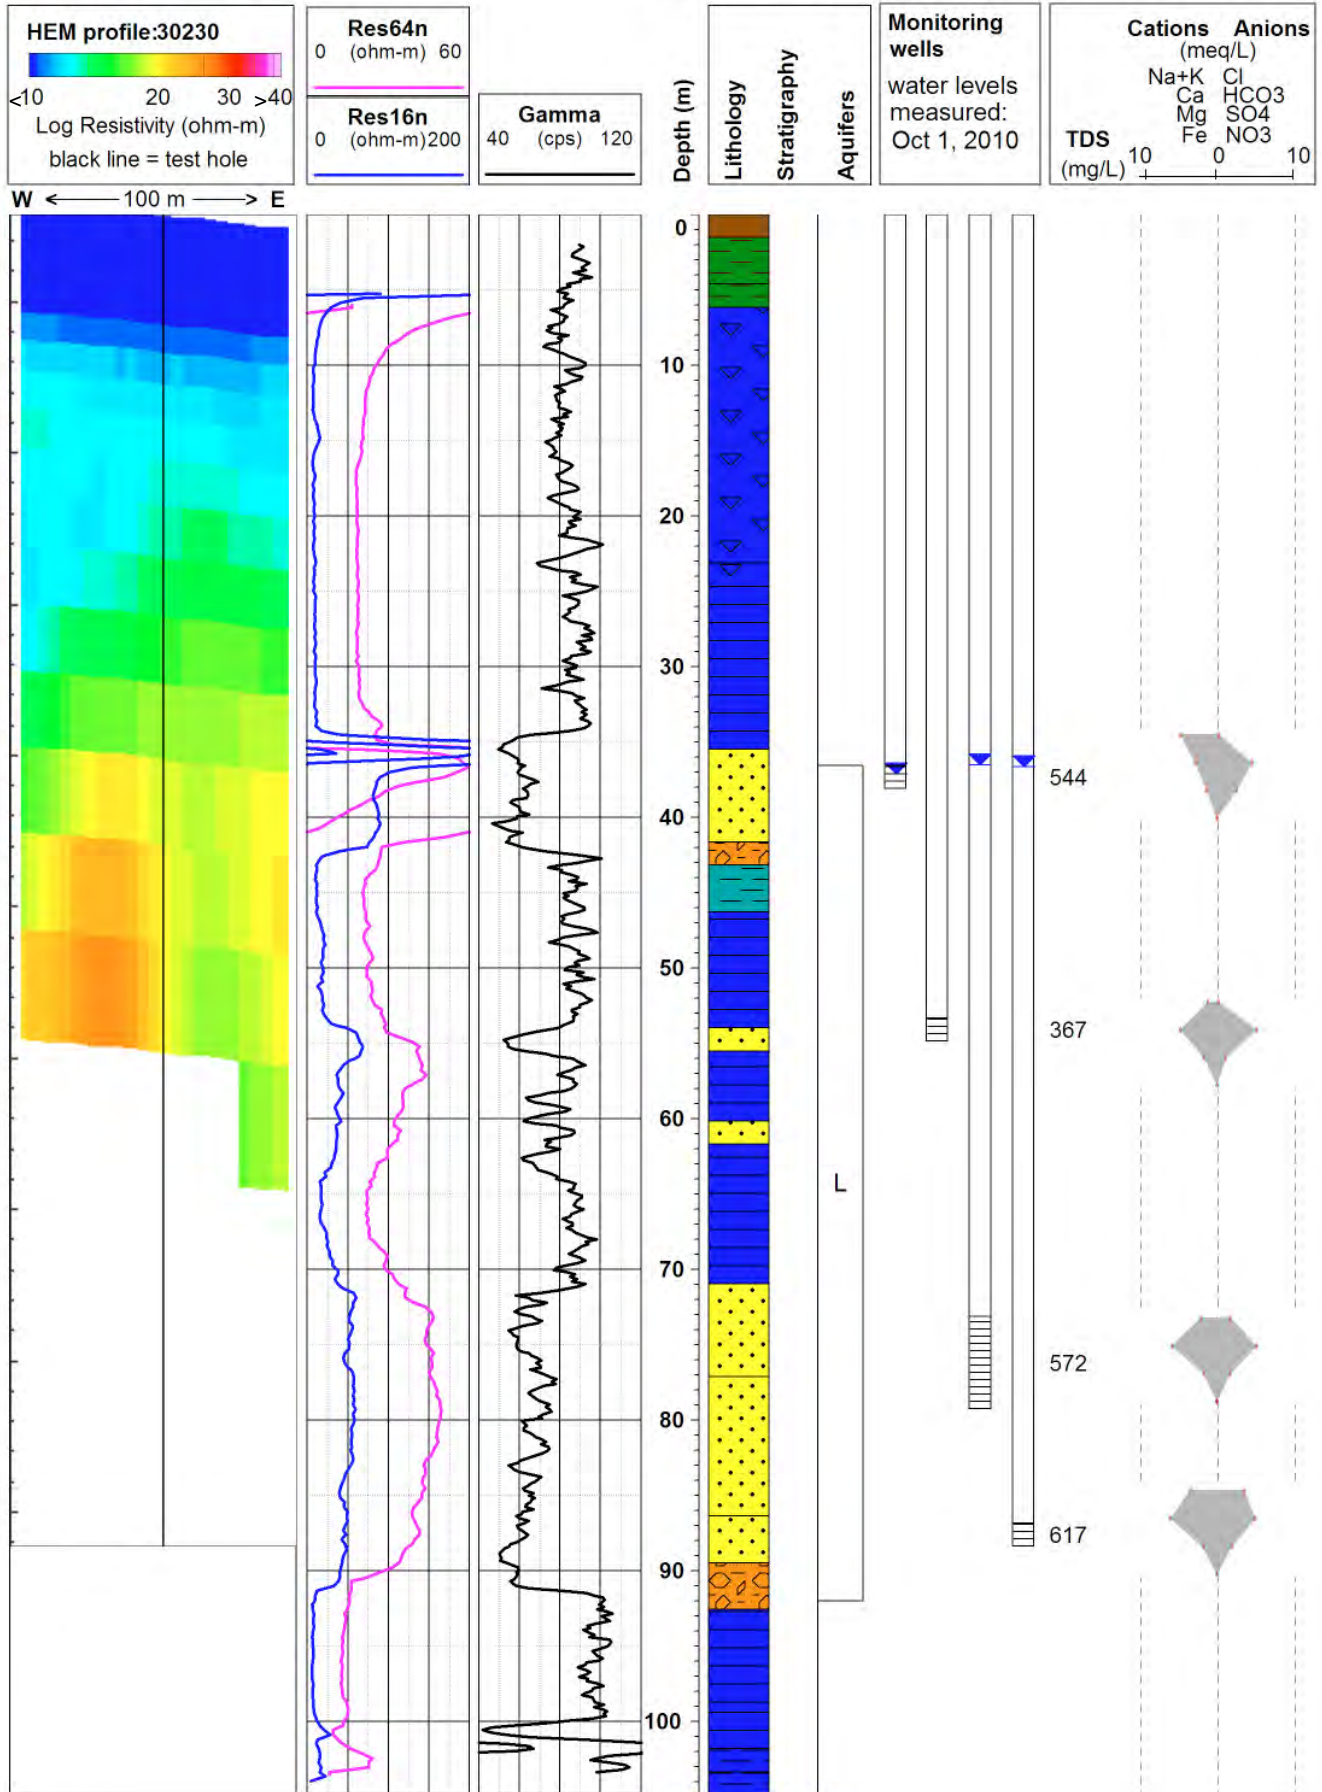 HEM profile:30230
<10 20 30 >40
Log Resistivity (ohm-m)
black line = test hole
W 100 m E
Res64n
0 (ohm-m) 60
Res16n
0 (ohm-m)200
Gamma
40 (cps) 120
Depth (m)
Lithology
Stratigraphy
Aquifers
Monitoring
wells
water levels
measured:
Oct 1, 2010
Cations Anions
(meq/L)
Na+K Cl
Ca HCO3
Mg SO4
Fe NO3
TDS
(mg/L)
10 0 10
0
10
20
30
40
50
60
70
80
90
100
L
544
367
572
617